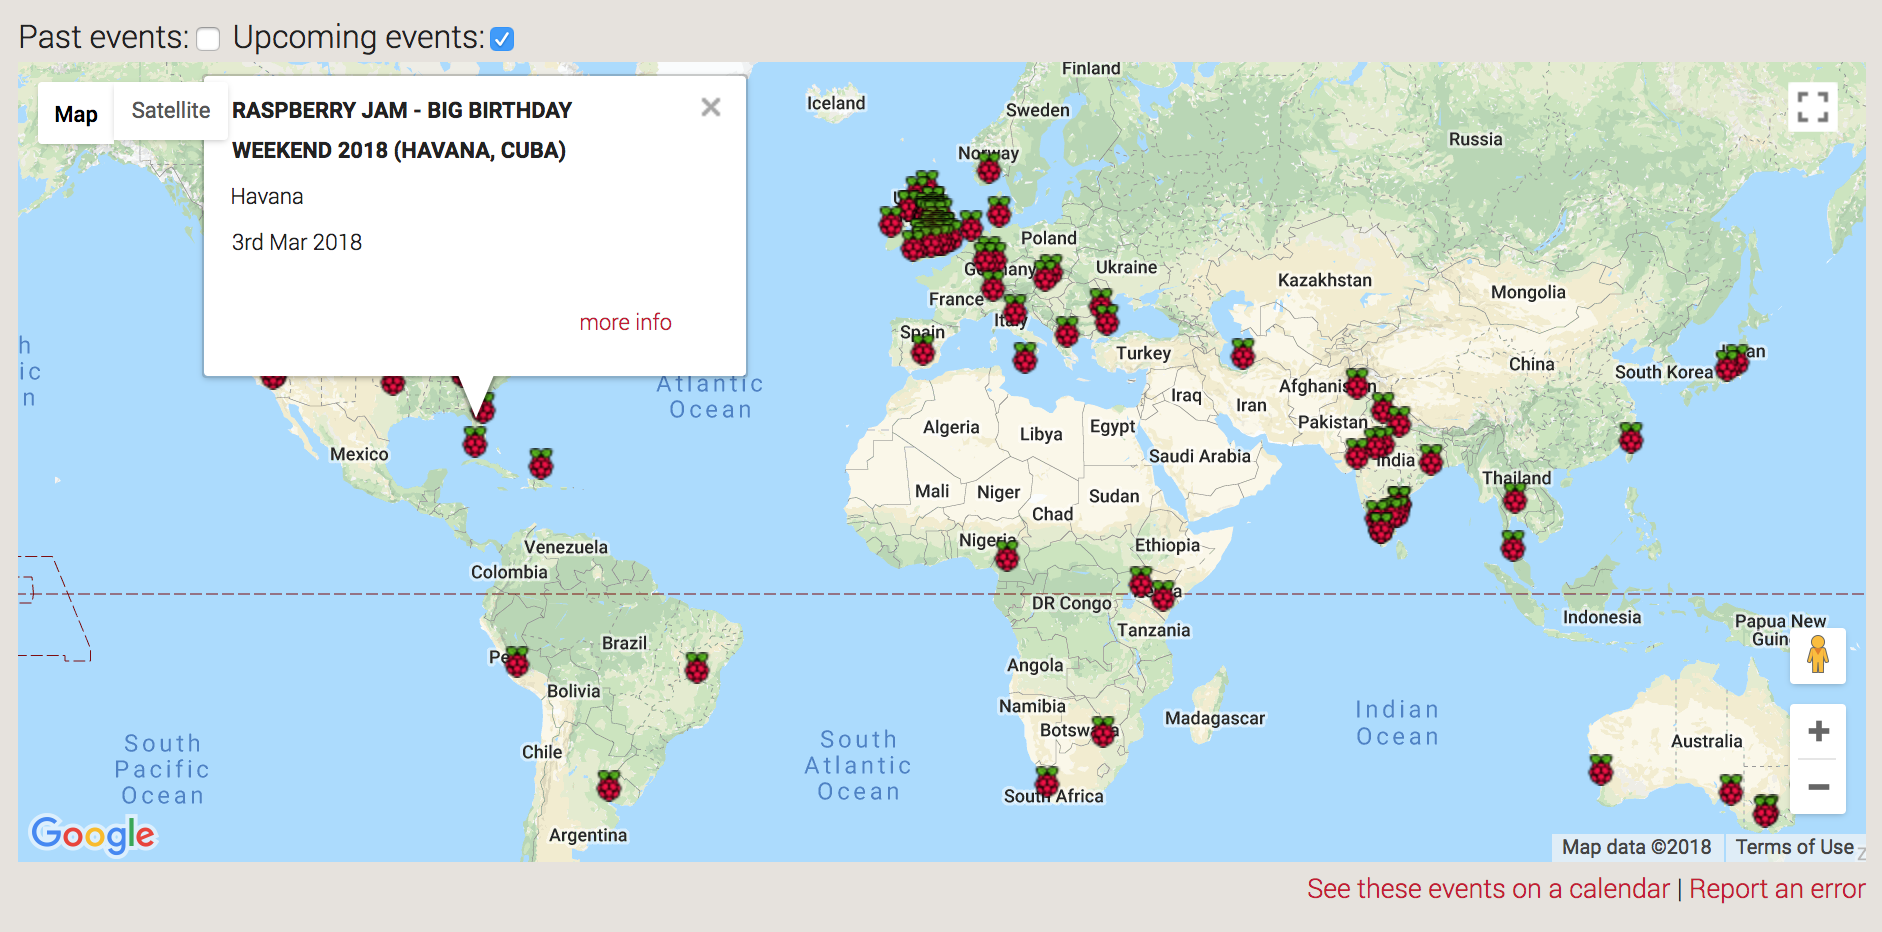 Past events: Upcoming events:
Map
Satellite
RASPBERRY JAM - BIG BIRTHDAY
WEEKEND 2018 (HAVANA, CUBA)
Havana
3rd Mar 2018
more info
Finland
Iceland
Sweden
Norway
Russia
Poland
Germany
Ukraine
Kazakhstan
Mongolia
France
Italy
Spain
Turkey
China
South Korea
Japan
Atlantic
Ocean
Afghanistan
Iraq
Iran
Pakistan
Algeria
Libya
Egypt
Saudi Arabia
India
Mexico
Mali
Niger
Sudan
Chad
Thailand
Nigeria
Ethiopia
Venezuela
Colombia
DR Congo
Kenya
Tanzania
Indonesia
Papua New
Guin
Brazil
Peru
Bolivia
Angola
Namibia
Botswana
Madagascar
Indian
Ocean
Australia
South
Pacific
Ocean
Chile
South
Atlantic
Ocean
South Africa
Argentina
Google
Map data ©2018
Terms of Use
See these events on a calendar | Report an error